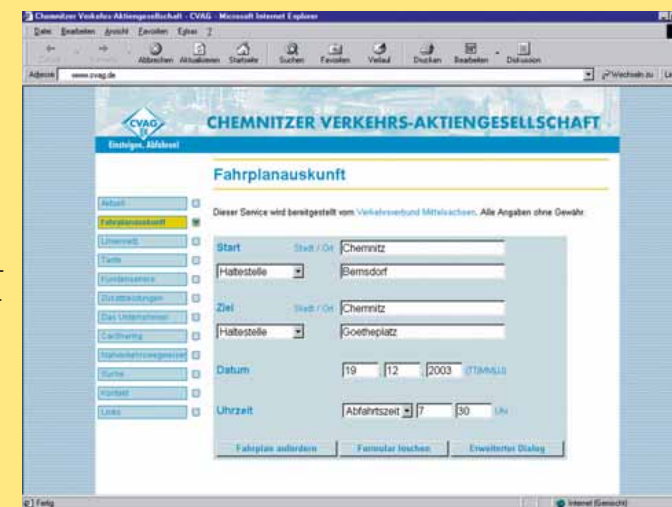 Chemnitzer Verkehrs-Aktiengesellschaft - CVAG - Microsoft Internet Explorer
Datei Bearbeiten Ansicht Favoriten Extras ?
Abbrechen Aktualisieren Startseite Suchen Favoriten Verlauf Drucken Bearbeiten Diskussion
Adresse www.cvag.de Wechseln zu
CVAG
Einsteigen, Abfahren!
CHEMNITZER VERKEHRS-AKTIENGESELLSCHAFT
Fahrplanauskunft
Dieser Service wird bereitgestellt vom Verkehrsverbund Mittelsachsen. Alle Angaben ohne Gewähr.
Aktuell
Fahrplanauskunft
Liniennetz
Tarife
Kundenservice
Zusatzleistungen
Das Unternehmen
CarSharing
Nahverkehrswegweiser
Suche
Kontakt
Links
Start Stadt / Ort Chemnitz
Haltestelle Bernsdorf
Ziel Stadt / Ort Chemnitz
Haltestelle Goetheplatz
Datum 19 . 12 . 2003 (TT.MM.JJ)
Uhrzeit Abfahrtszeit 7 : 30 Uhr
Fahrplan anfordern Formular löschen Erweiterter Dialog
Fertig Internet (Gemischt)